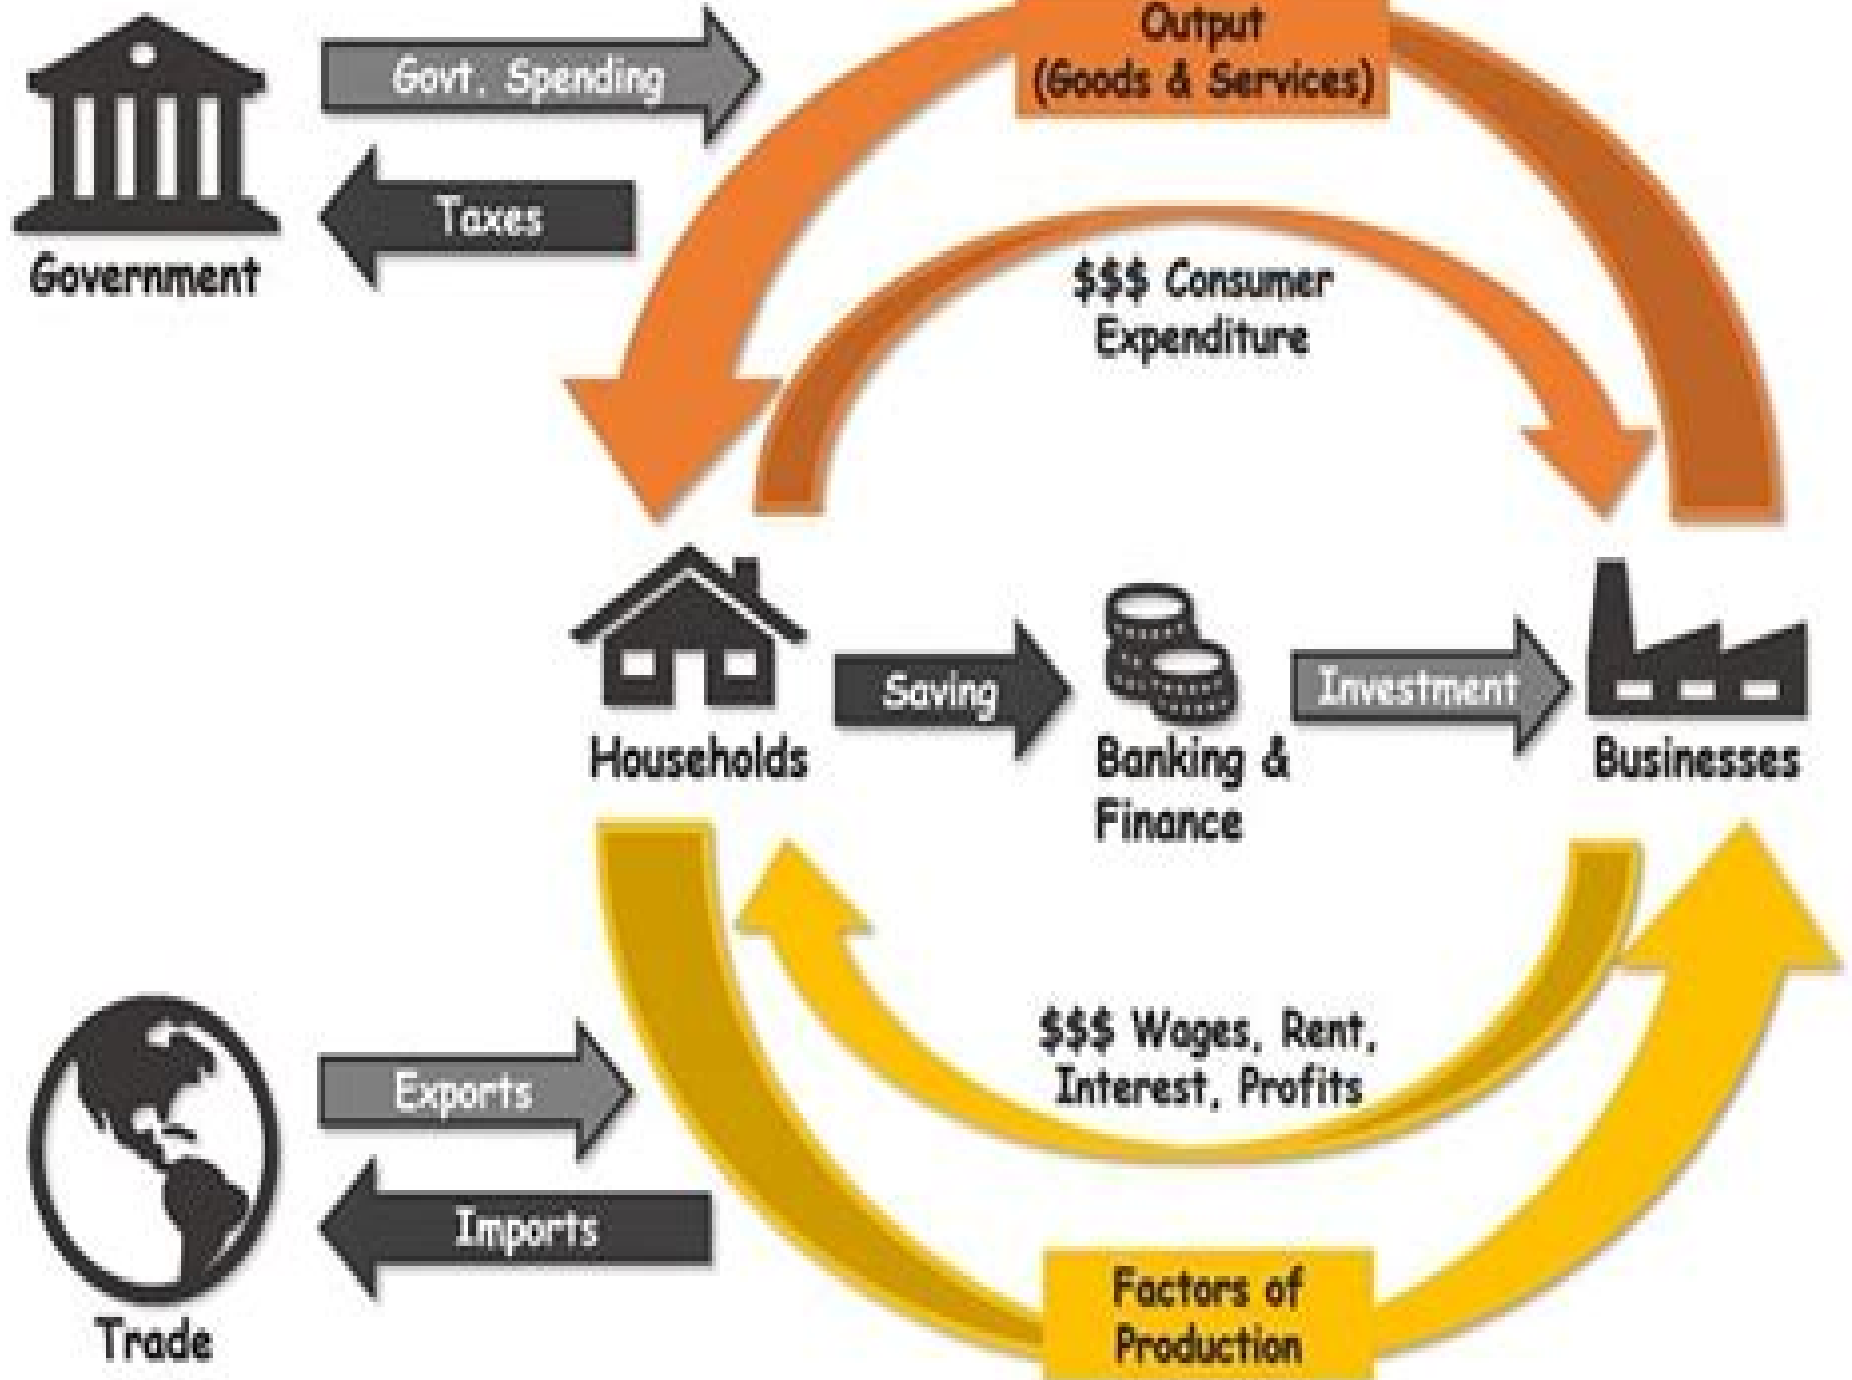 Output
(Goods & Services)
Govt. Spending
Taxes
Government
$$$ Consumer
Expenditure
Saving
Investment
Households
Banking &
Finance
Businesses
$$$ Wages, Rent,
Interest, Profits
Exports
Imports
Trade
Factors of
Production